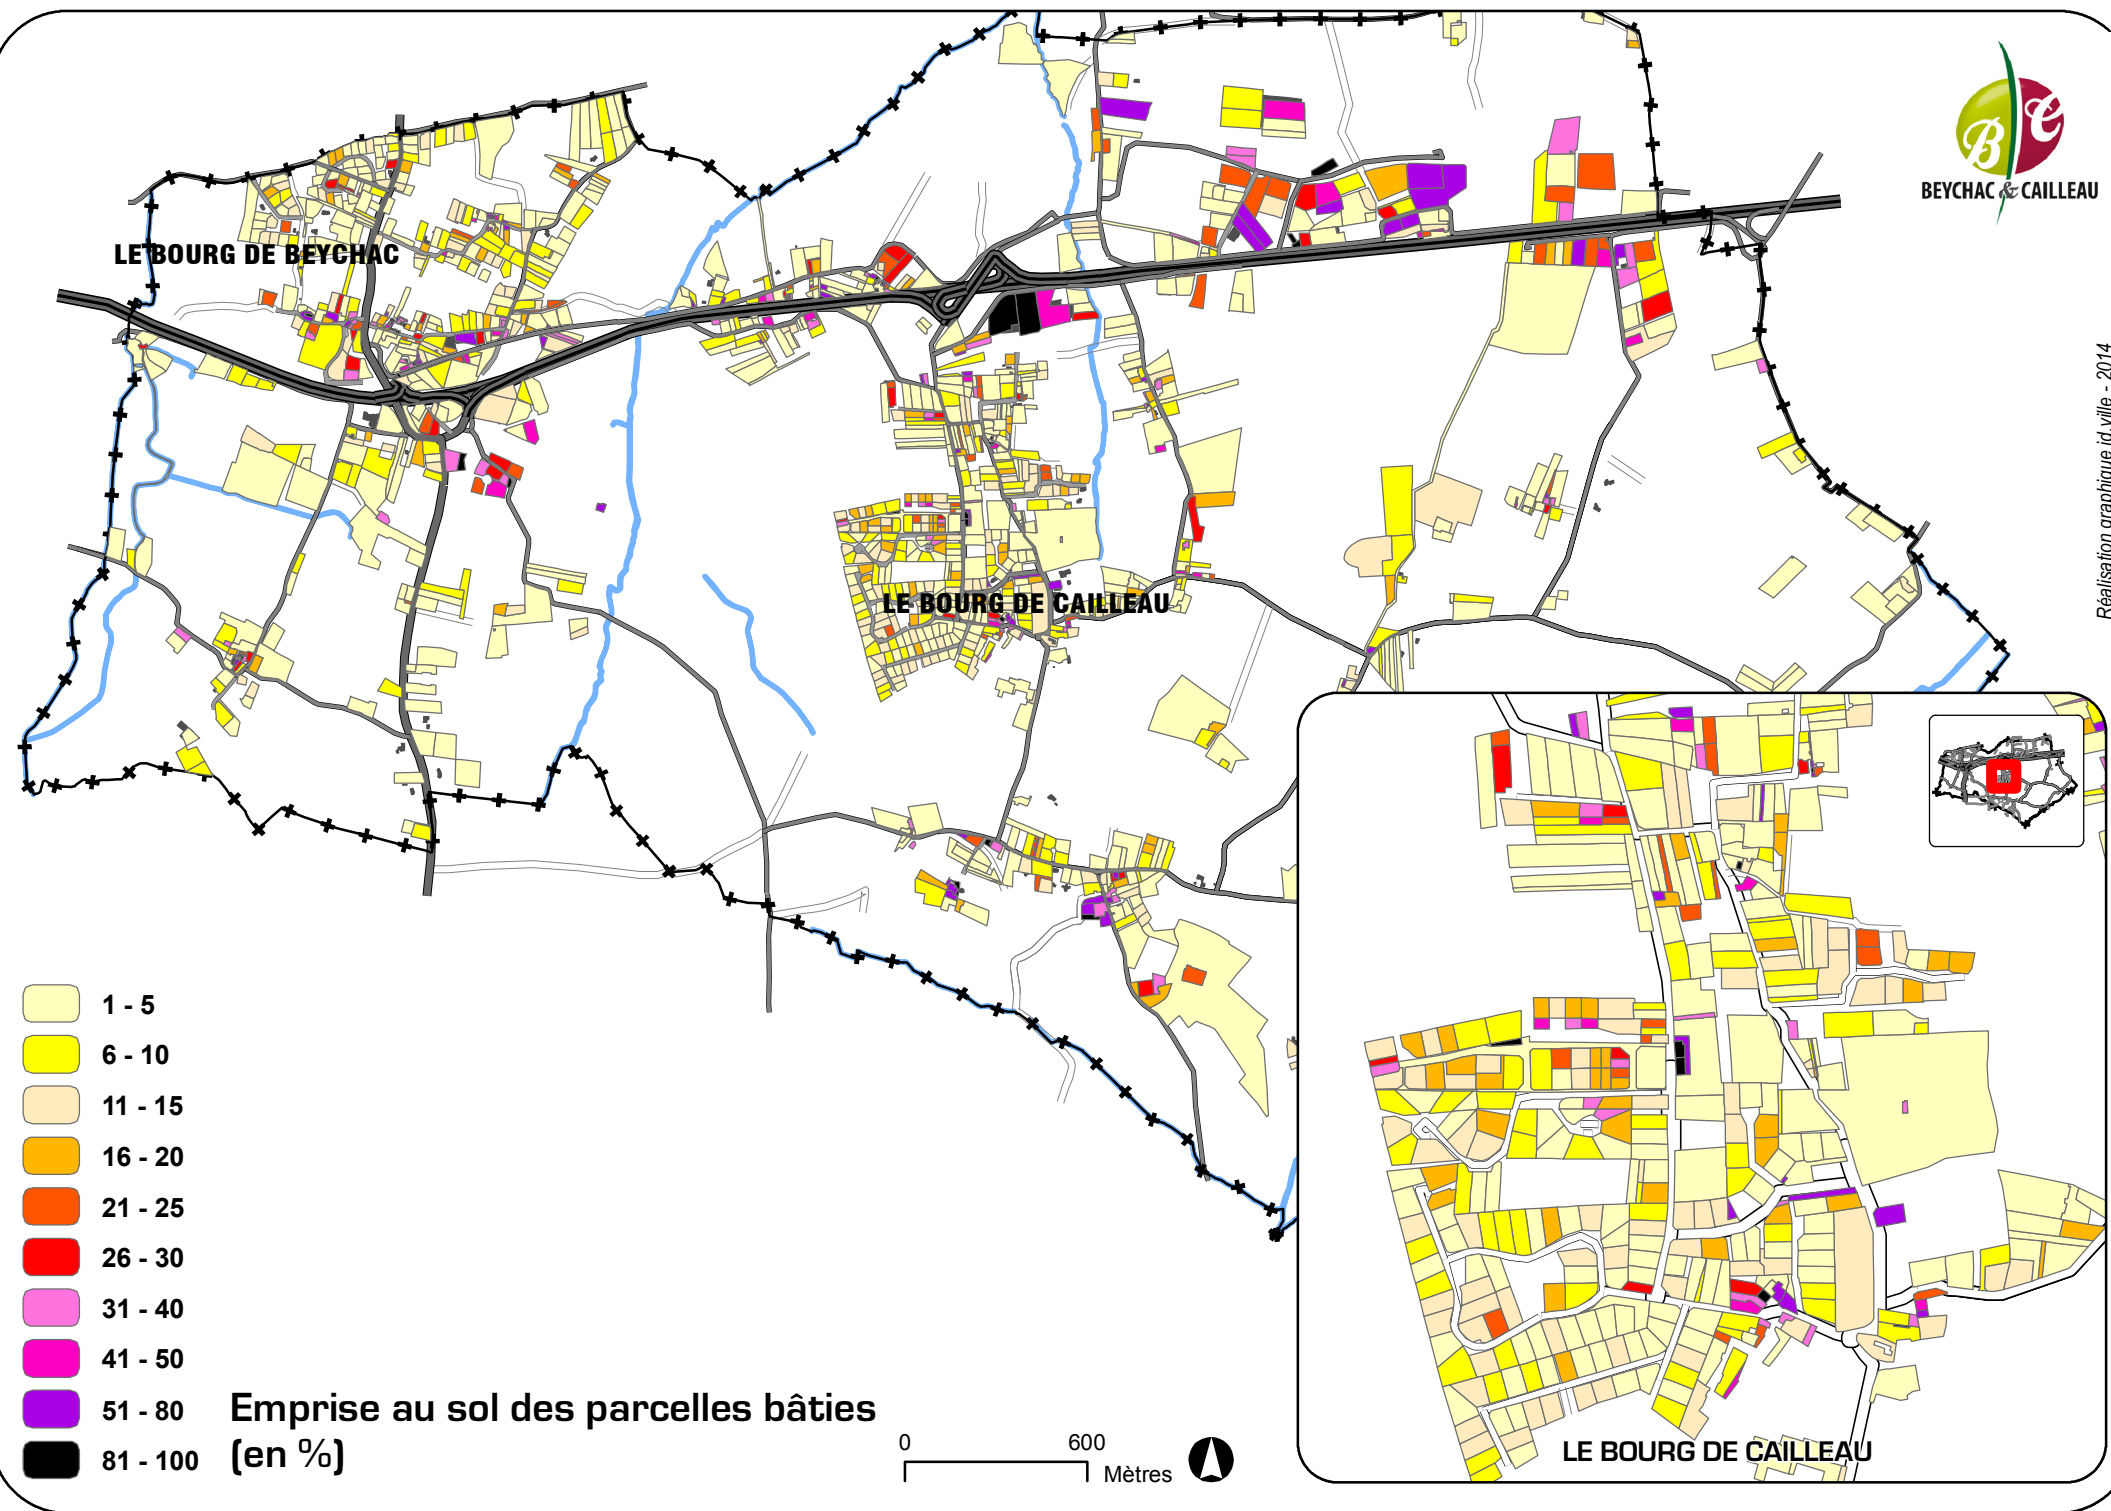 B
C
BEYCHAC & CAILLEAU
LE BOURG DE BEYCHAC
Réalisation graphique id.ville - 2014
LE BOURG DE CAILLEAU
1 - 5
6 - 10
11 - 15
16 - 20
21 - 25
26 - 30
31 - 40
41 - 50
51 - 80
81 - 100
Emprise au sol des parcelles bâties
(en %)
0 600
Mètres
LE BOURG DE CAILLEAU